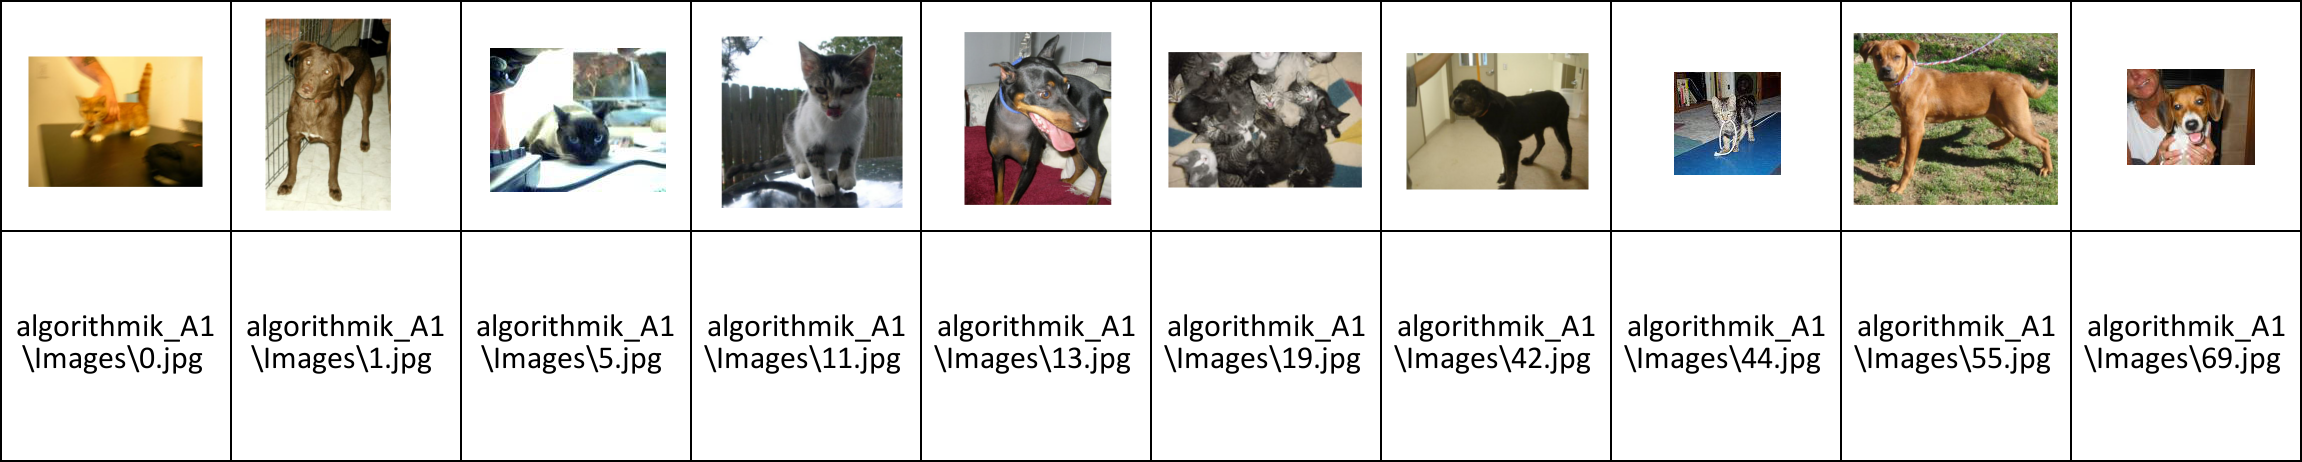 algorithmik_A1
\Images\0.jpg
algorithmik_A1
\Images\1.jpg
algorithmik_A1
\Images\5.jpg
algorithmik_A1
\Images\11.jpg
algorithmik_A1
\Images\13.jpg
algorithmik_A1
\Images\19.jpg
algorithmik_A1
\Images\42.jpg
algorithmik_A1
\Images\44.jpg
algorithmik_A1
\Images\55.jpg
algorithmik_A1
\Images\69.jpg